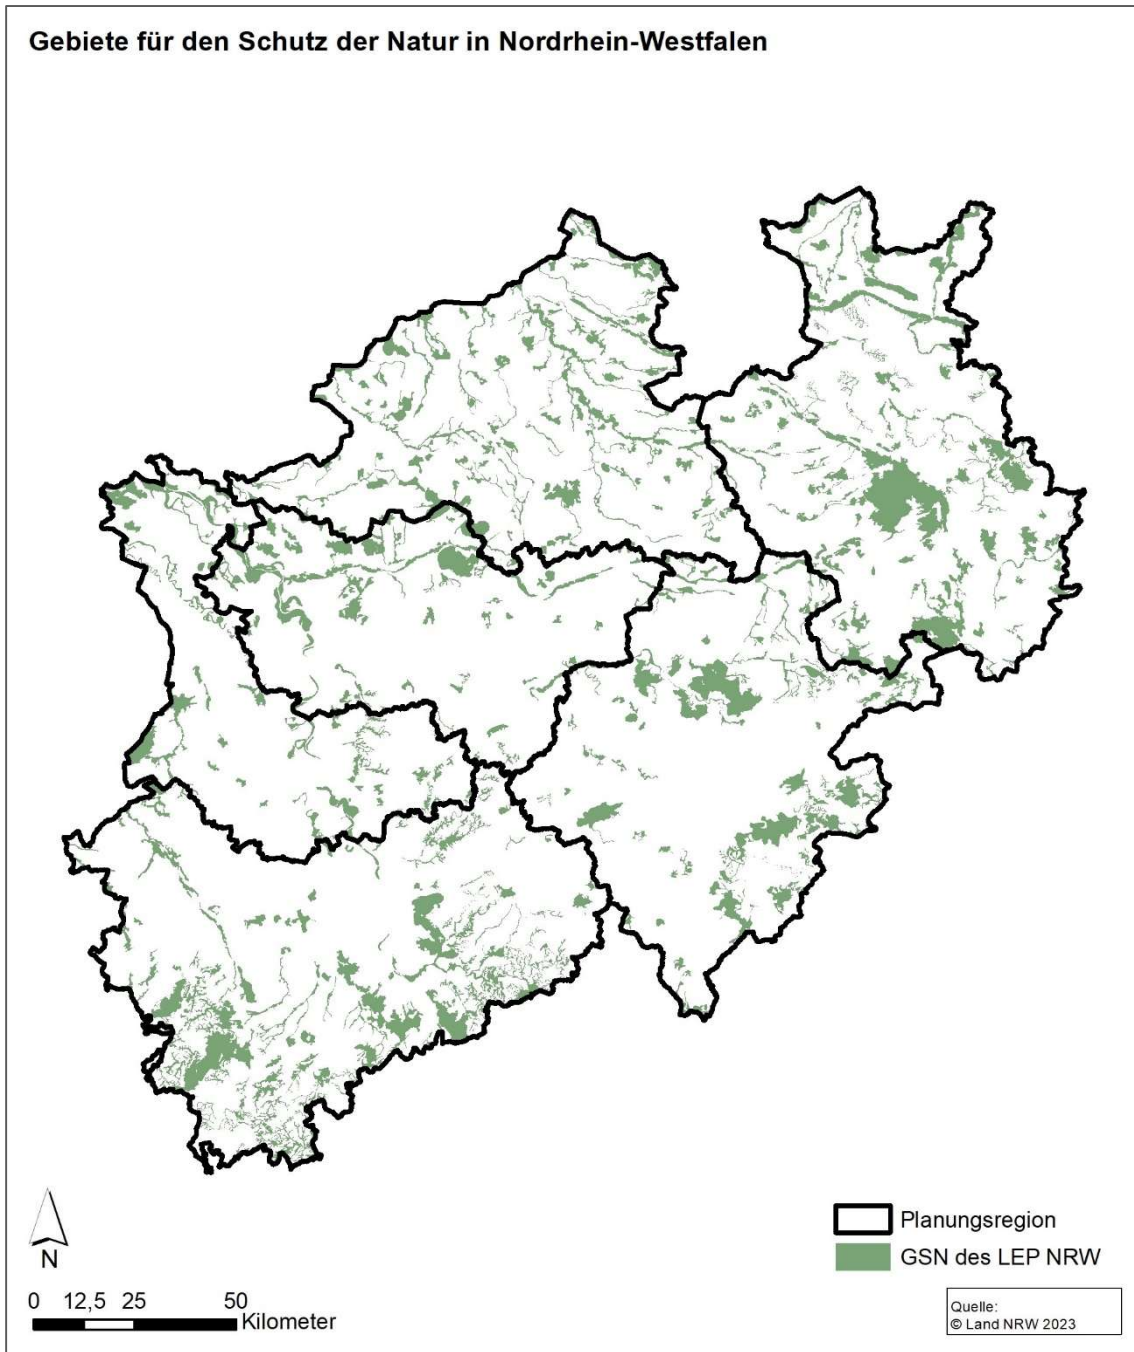 Gebiete für den Schutz der Natur in Nordrhein-Westfalen
N
0 12,5 25 50
Kilometer
Planungsregion
GSN des LEP NRW
Quelle:
© Land NRW 2023